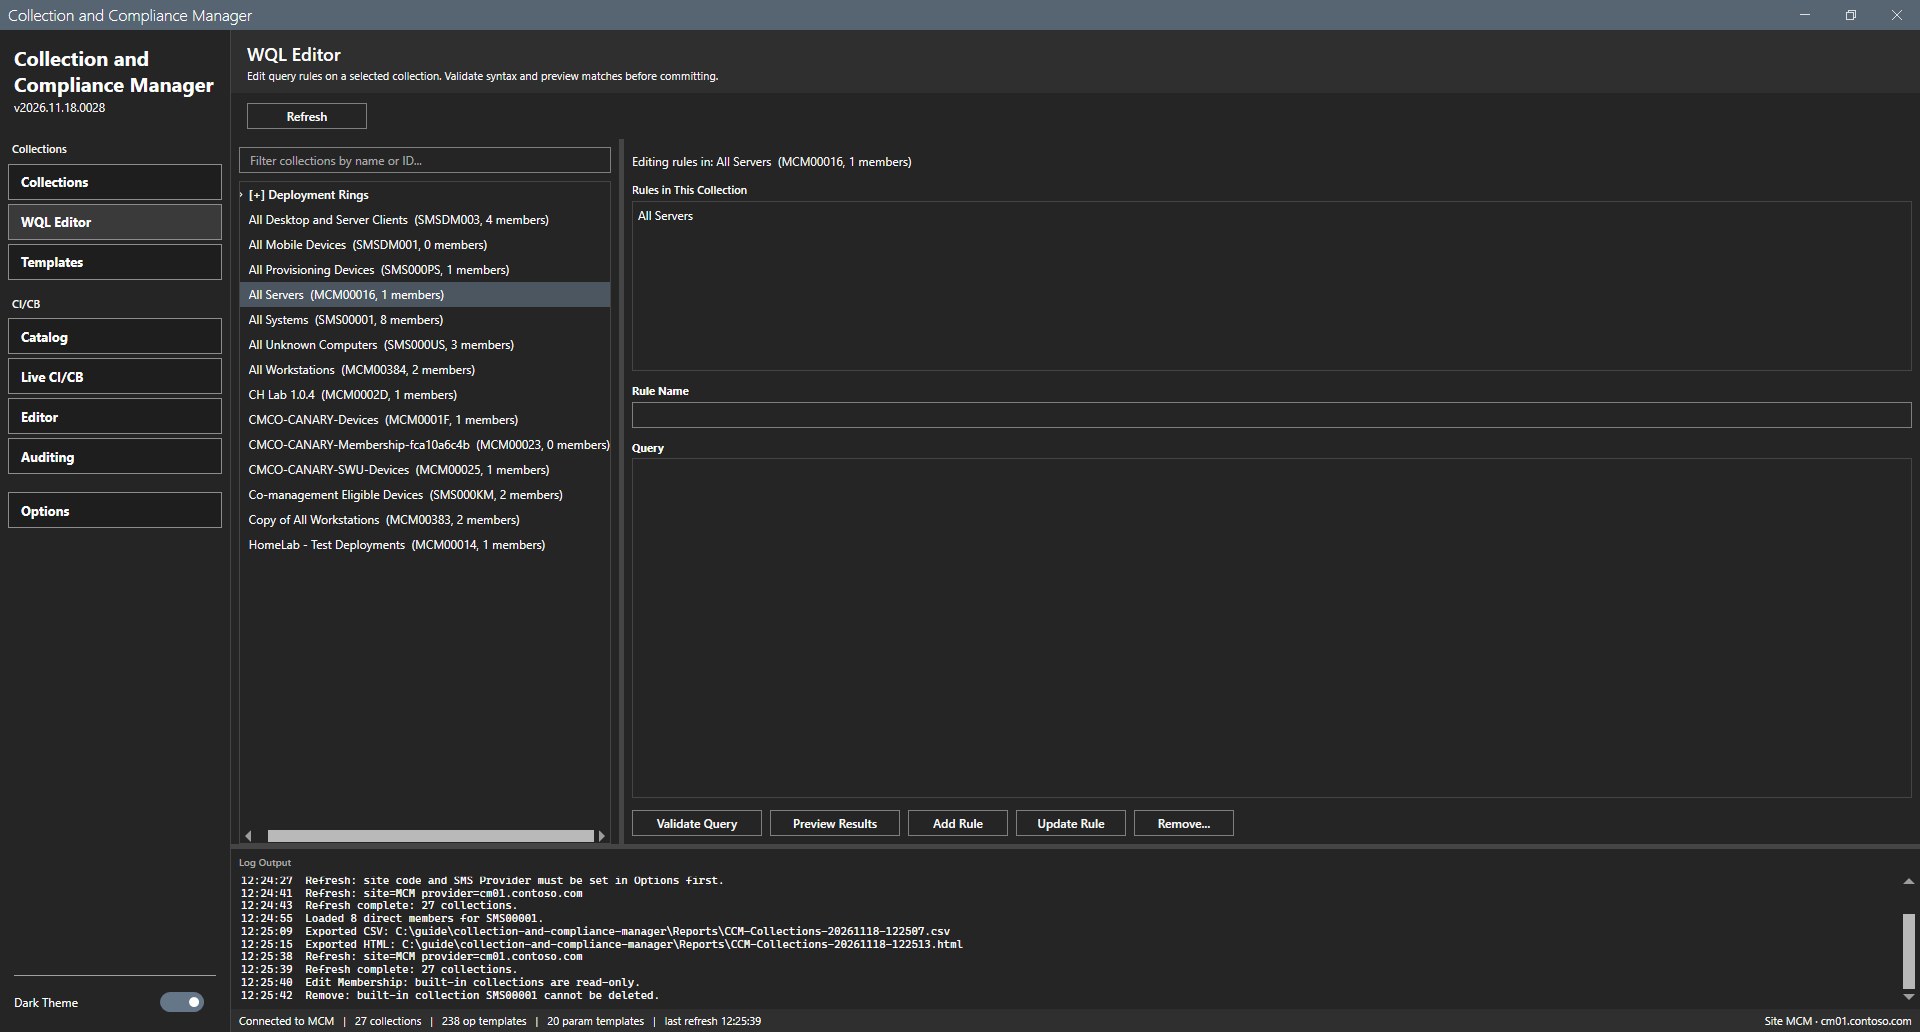 Collection and Compliance Manager
Collection and
Compliance Manager
v2026.11.18.0028
Collections
Collections
WQL Editor
Templates
CI/CB
Catalog
Live CI/CB
Editor
Auditing
Options
Dark Theme
WQL Editor
Edit query rules on a selected collection. Validate syntax and preview matches before committing.
Refresh
Filter collections by name or ID...
[+] Deployment Rings
All Desktop and Server Clients (SMSDM003, 4 members)
All Mobile Devices (SMSDM001, 0 members)
All Provisioning Devices (SMS000PS, 1 members)
All Servers (MCM00016, 1 members)
All Systems (SMS00001, 8 members)
All Unknown Computers (SMS000US, 3 members)
All Workstations (MCM00384, 2 members)
CH Lab 1.0.4 (MCM0002D, 1 members)
CMCO-CANARY-Devices (MCM0001F, 1 members)
CMCO-CANARY-Membership-fca10a6c4b (MCM00023, 0 members)
CMCO-CANARY-SWU-Devices (MCM00025, 1 members)
Co-management Eligible Devices (SMS000KM, 2 members)
Copy of All Workstations (MCM00383, 2 members)
HomeLab - Test Deployments (MCM00014, 1 members)
Editing rules in: All Servers (MCM00016, 1 members)
Rules in This Collection
All Servers
Rule Name
Query
Validate Query
Preview Results
Add Rule
Update Rule
Remove...
Log Output
12:24:27 Refresh: site code and SMS Provider must be set in Options first.
12:24:41 Refresh: site=MCM provider=cm01.contoso.com
12:24:43 Refresh complete: 27 collections.
12:24:55 Loaded 8 direct members for SMS00001.
12:25:09 Exported CSV: C:\guide\collection-and-compliance-manager\Reports\CCM-Collections-20261118-122507.csv
12:25:15 Exported HTML: C:\guide\collection-and-compliance-manager\Reports\CCM-Collections-20261118-122513.html
12:25:38 Refresh: site=MCM provider=cm01.contoso.com
12:25:39 Refresh complete: 27 collections.
12:25:40 Edit Membership: built-in collections are read-only.
12:25:42 Remove: built-in collection SMS00001 cannot be deleted.
Connected to MCM | 27 collections | 238 op templates | 20 param templates | last refresh 12:25:39
Site MCM · cm01.contoso.com